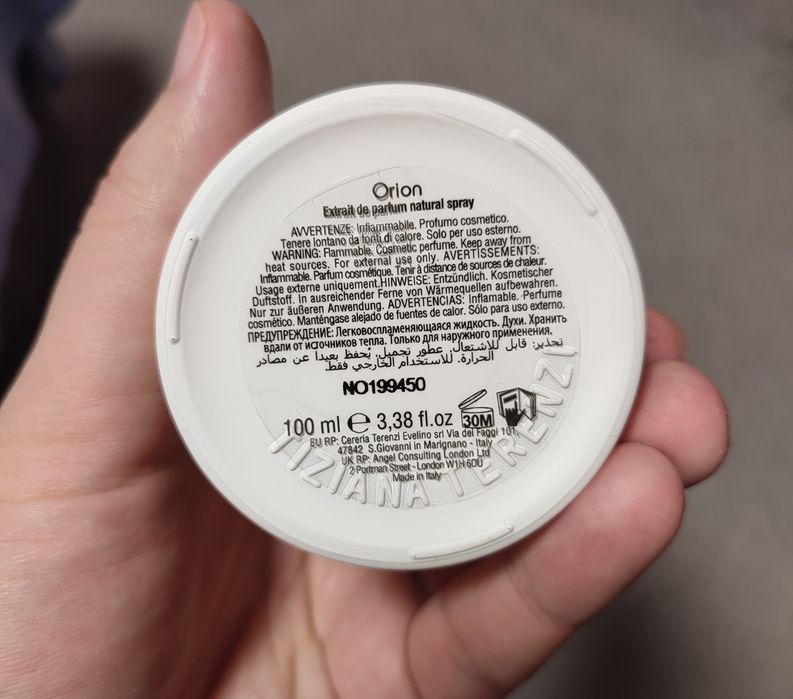 Orion
Extrait de parfum natural spray
AVVERTENZE: Infiammabile. Profumo cosmetico.
Tenere lontano da fonti di calore. Solo per uso esterno.
WARNING: Flammable. Cosmetic perfume. Keep away from
heat sources. For external use only. AVERTISSEMENTS:
Inflammable. Parfum cosmétique. Tenir à distance de sources de chaleur.
Usage externe uniquement.HINWEISE: Entzündlich. Kosmetischer
Duftstoff. In ausreichender Ferne von Wärmequellen aufbewahren.
Nur zur äußeren Anwendung. ADVERTENCIAS: Inflamable. Perfume
cosmético. Manténgase alejado de fuentes de calor. Sólo para uso externo.
ПРЕДУПРЕЖДЕНИЕ: Легковоспламеняющаяся жидкость. Духи. Хранить
вдали от источников тепла. Только для наружного применения.
تحذير: قابل للاشتعال. عطور تجميل. يُحفظ بعيدا عن مصادر
الحرارة. للاستخدام الخارجي فقط.
NO199450
100 ml e 3,38 fl.oz 30M
EU RP: Cereria Terenzi Evelino srl Via dei Faggi 101,
47842 S.Giovanni in Marignano - Italy
UK RP: Angel Consulting London Ltd
2 Portman Street - London W1H 6DU
Made in Italy
TIZIANA TERENZI